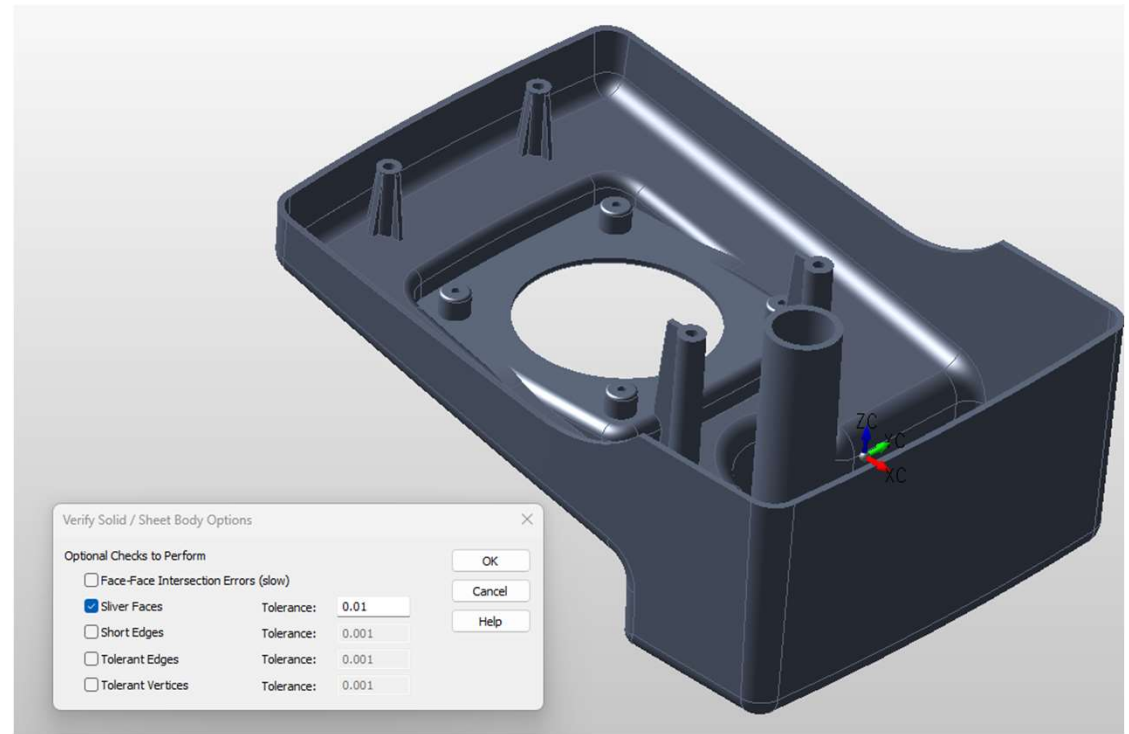 ZC
YC
XC
Verify Solid / Sheet Body Options
Optional Checks to Perform
OK
Face-Face Intersection Errors (slow)
Cancel
Sliver Faces Tolerance: 0.01
Help
Short Edges Tolerance: 0.001
Tolerant Edges Tolerance: 0.001
Tolerant Vertices Tolerance: 0.001